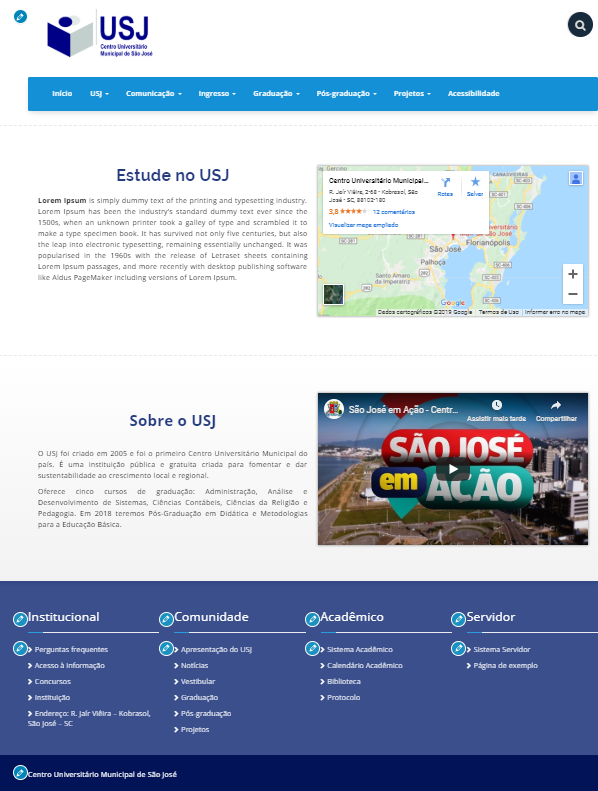 USJ
Centro Universitário
Municipal de São José
Início USJ Comunicação Ingresso Graduação Pós-graduação Projetos Acessibilidade
Estude no USJ
Lorem Ipsum is simply dummy text of the printing and typesetting industry.
Lorem Ipsum has been the industry's standard dummy text ever since the
1500s, when an unknown printer took a galley of type and scrambled it to
make a type specimen book. It has survived not only five centuries, but also
the leap into electronic typesetting, remaining essentially unchanged. It was
popularised in the 1960s with the release of Letraset sheets containing
Lorem Ipsum passages, and more recently with desktop publishing software
like Aldus PageMaker including versions of Lorem Ipsum.
Centro Universitário Municipal...
R. Jair Viêira, 2-68 - Kobrasol, São
José - SC, 88102-180
Rotas Salvar
3,8 12 comentários
Visualizar mapa ampliado
CANASVIEIRAS
SC-401
SC-281
São José
Florianópolis
Palhoça
Santo Amaro
da Imperatriz
282
SC-405
SC-406
+
−
Google
Dados cartográficos ©2019 Google Termos de Uso Informar erro no mapa
Sobre o USJ
O USJ foi criado em 2005 e foi o primeiro Centro Universitário Municipal do
país. É uma instituição pública e gratuita criada para fomentar e dar
sustentabilidade ao crescimento local e regional.
Oferece cinco cursos de graduação: Administração, Análise e
Desenvolvimento de Sistemas, Ciências Contábeis, Ciências da Religião e
Pedagogia. Em 2018 teremos Pós-Graduação em Didática e Metodologias
para a Educação Básica.
São José em Ação - Centr...
Assistir mais tarde Compartilhar
SÃO JOSÉ
em AÇÃO
Institucional
Perguntas frequentes
Acesso à informação
Concursos
Instituição
Endereço: R. Jaír Viêira – Kobrasol,
São José – SC
Comunidade
Apresentação do USJ
Notícias
Vestibular
Graduação
Pós-graduação
Projetos
Acadêmico
Sistema Acadêmico
Calendário Acadêmico
Biblioteca
Protocolo
Servidor
Sistema Servidor
Página de exemplo
Centro Universitário Municipal de São José